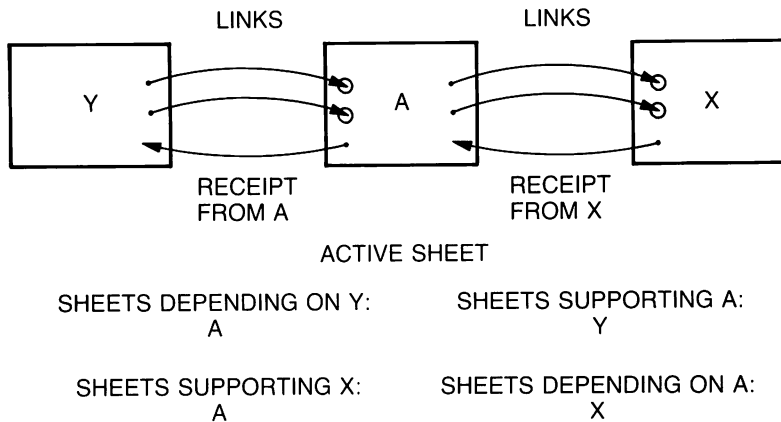 LINKS
LINKS
Y
A
X
RECEIPT
FROM A
RECEIPT
FROM X
ACTIVE SHEET
SHEETS DEPENDING ON Y:
A
SHEETS SUPPORTING A:
Y
SHEETS SUPPORTING X:
A
SHEETS DEPENDING ON A:
X